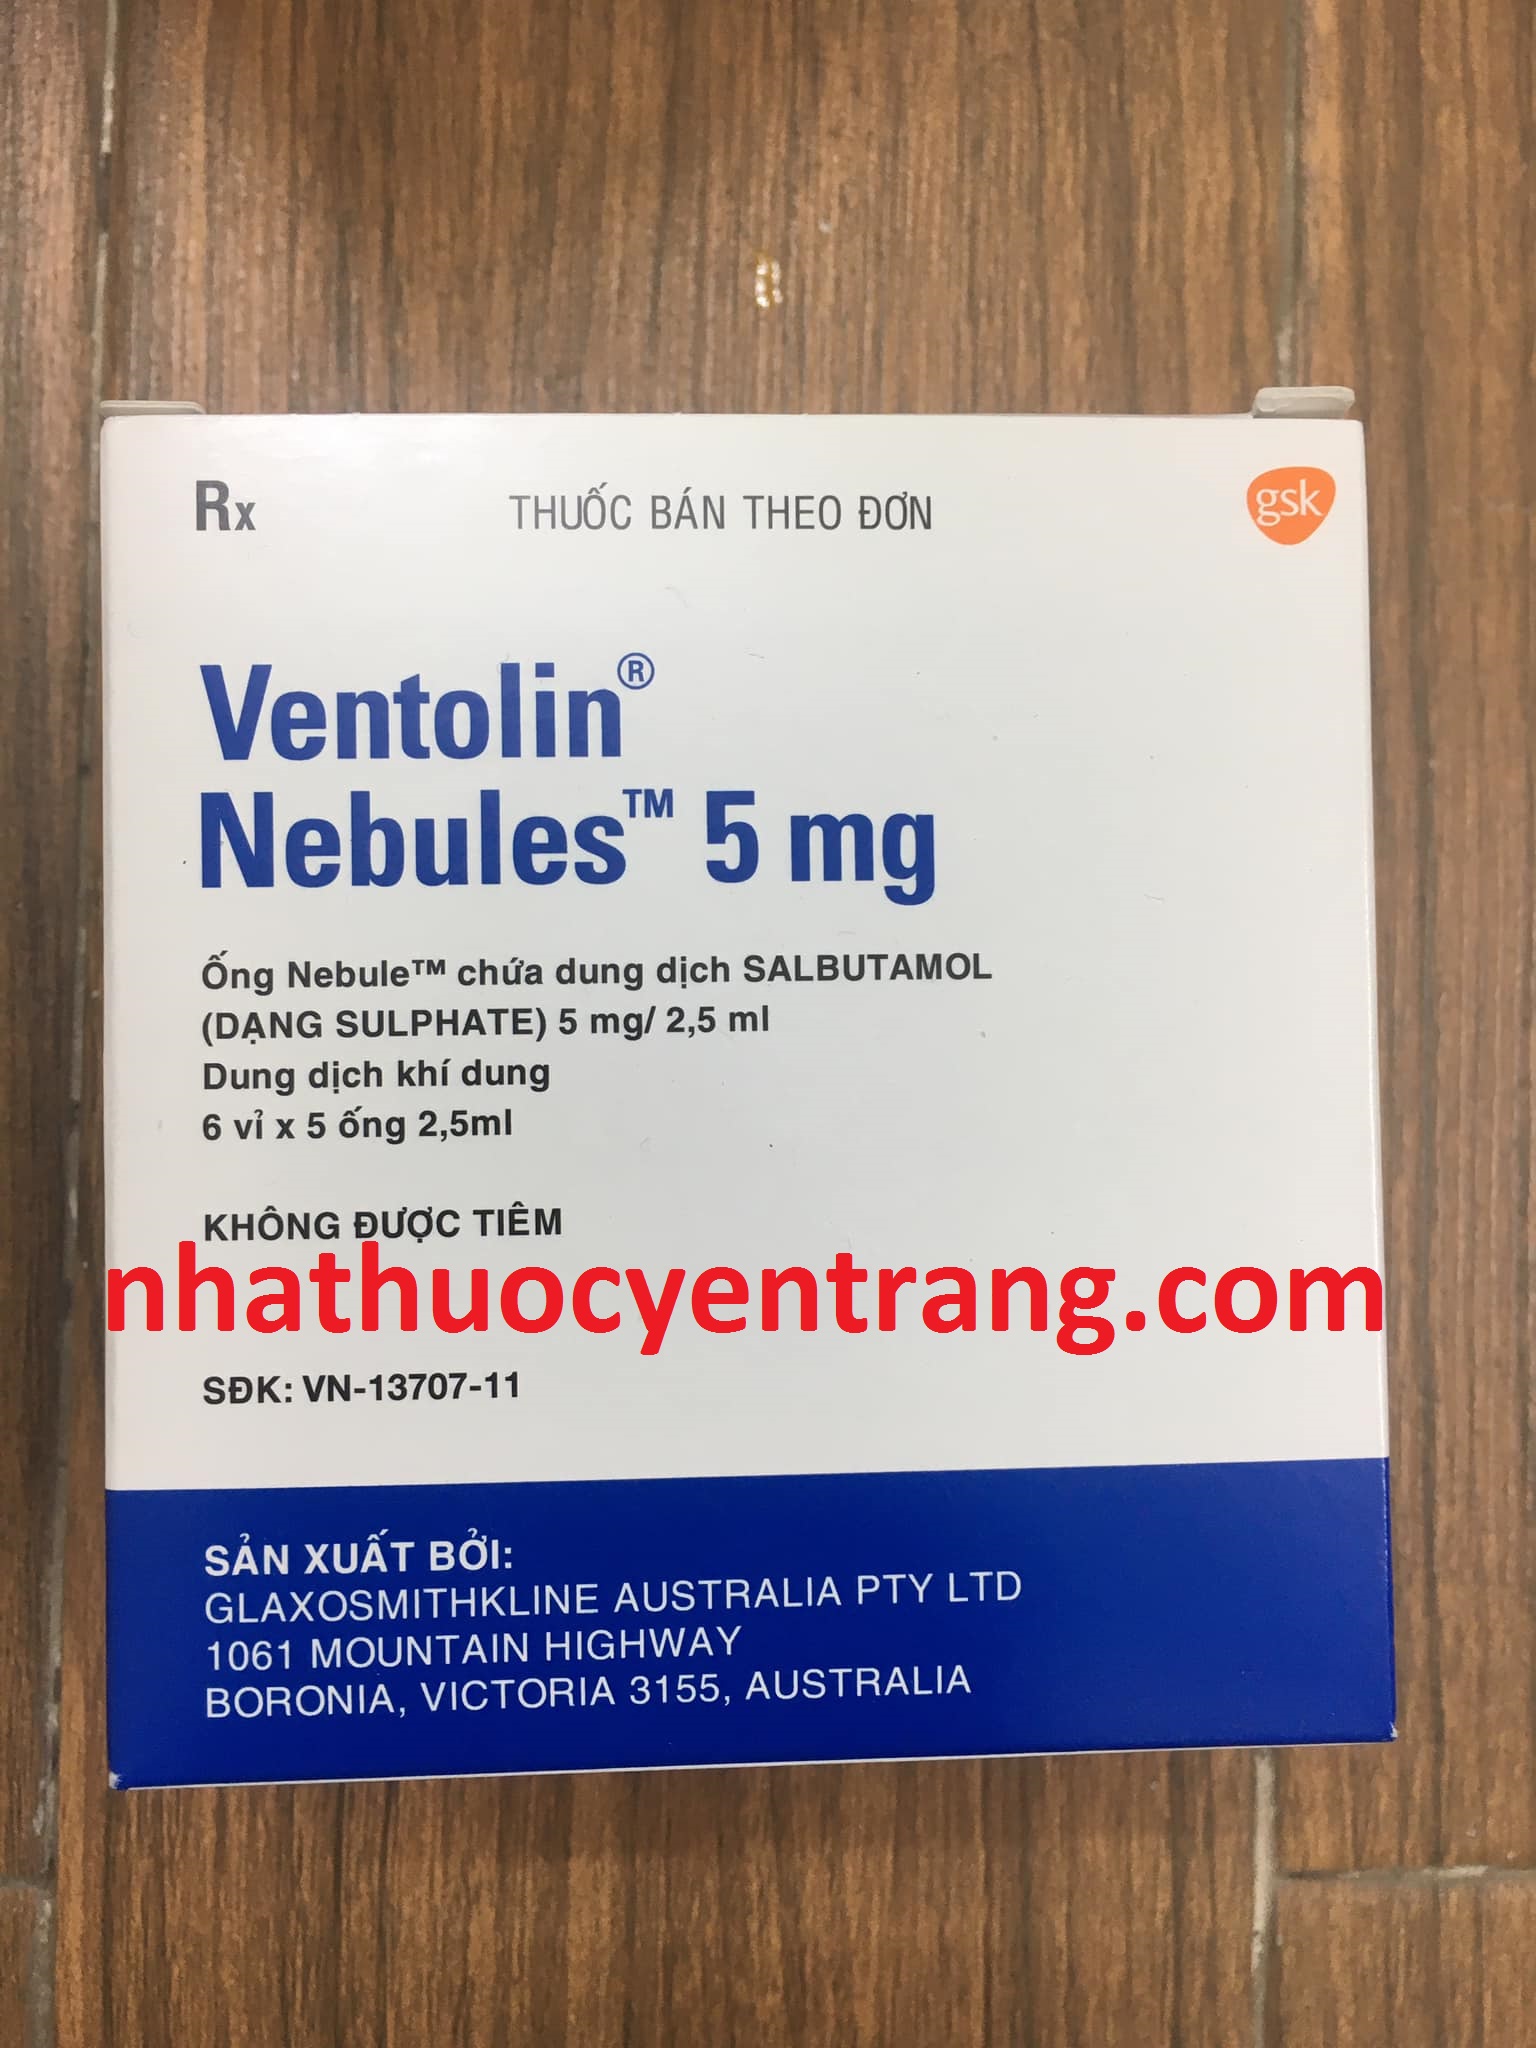 Rx THUỐC BÁN THEO ĐƠN gsk
Ventolin®
Nebules™ 5 mg
Ống Nebule™ chứa dung dịch SALBUTAMOL
(DẠNG SULPHATE) 5 mg/ 2,5 ml
Dung dịch khí dung
6 vỉ x 5 ống 2,5ml
KHÔNG ĐƯỢC TIÊM
nhathuocyentrang.com
SĐK: VN-13707-11
SẢN XUẤT BỞI:
GLAXOSMITHKLINE AUSTRALIA PTY LTD
1061 MOUNTAIN HIGHWAY
BORONIA, VICTORIA 3155, AUSTRALIA